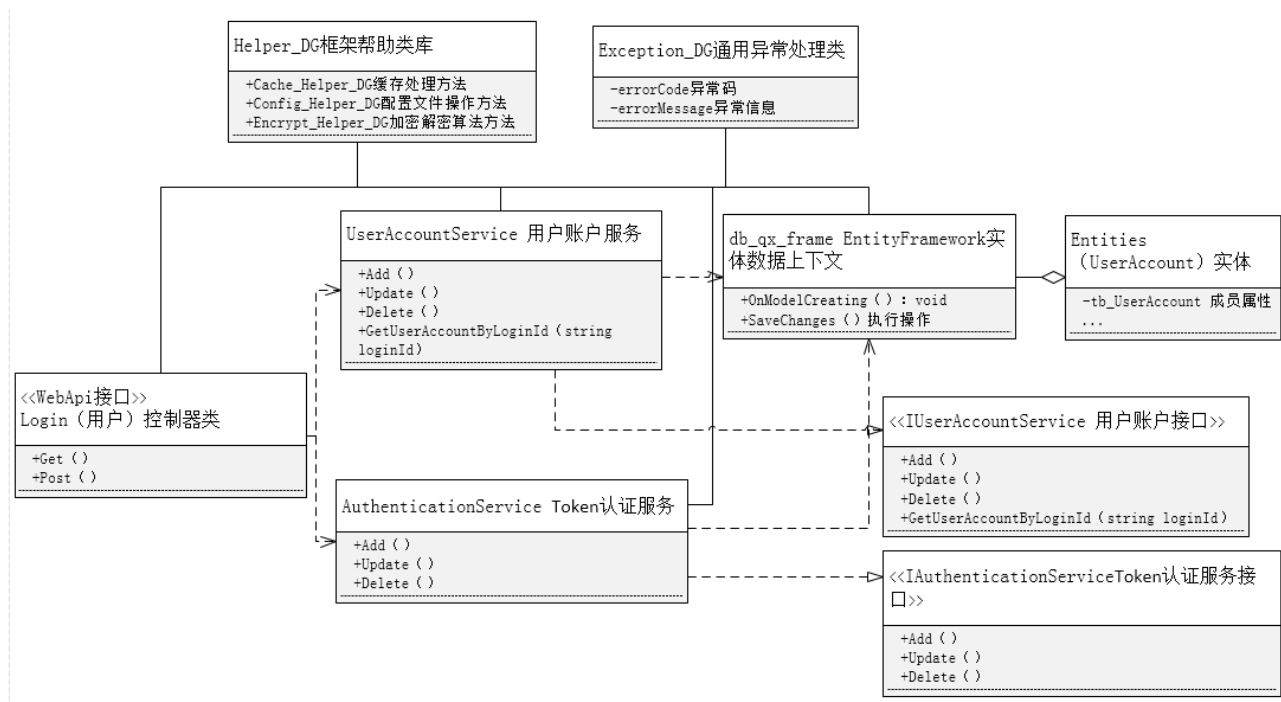 Helper_DG框架帮助类库
+Cache_Helper_DG缓存处理方法
+Config_Helper_DG配置文件操作方法
+Encrypt_Helper_DG加密解密算法方法
Exception_DG通用异常处理类
-errorCode异常码
-errorMessage异常信息
UserAccountService 用户账户服务
+Add()
+Update()
+Delete()
+GetUserAccountByLoginId(string
loginId)
db_qx_frame EntityFramework实
体数据上下文
+OnModelCreating():void
+SaveChanges()执行操作
Entities
（UserAccount）实体
-tb_UserAccount 成员属性
...
<<WebApi接口>>
Login（用户）控制器类
+Get()
+Post()
<<IUserAccountService 用户账户接口>>
+Add()
+Update()
+Delete()
+GetUserAccountByLoginId(string loginId)
AuthenticationService Token认证服务
+Add()
+Update()
+Delete()
<<IAuthenticationServiceToken认证服务接
口>>
+Add()
+Update()
+Delete()